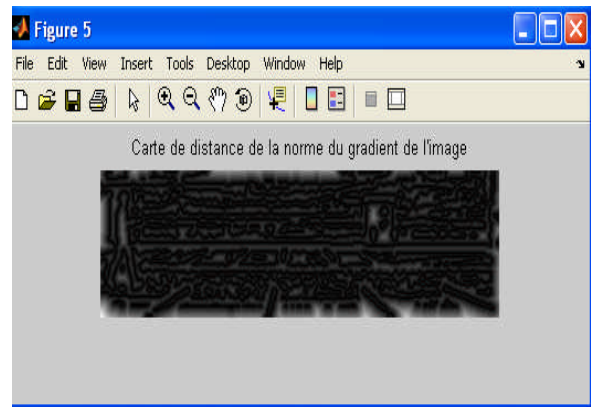 Figure 5
File Edit View Insert Tools Desktop Window Help
Carte de distance de la norme du gradient de l'image